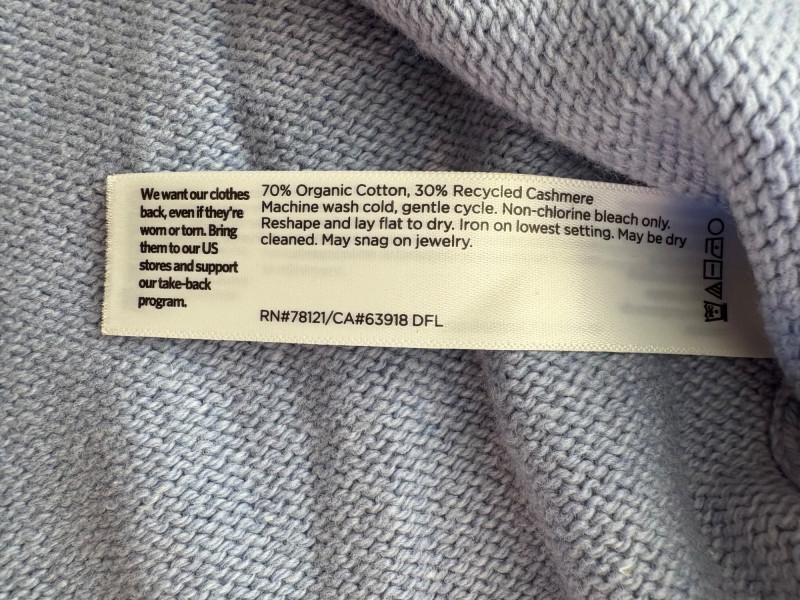 We want our clothes
back, even if they're
worn or torn. Bring
them to our US
stores and support
our take-back
program.
70% Organic Cotton, 30% Recycled Cashmere
Machine wash cold, gentle cycle. Non-chlorine bleach only.
Reshape and lay flat to dry. Iron on lowest setting. May be dry
cleaned. May snag on jewelry.
RN#78121/CA#63918 DFL